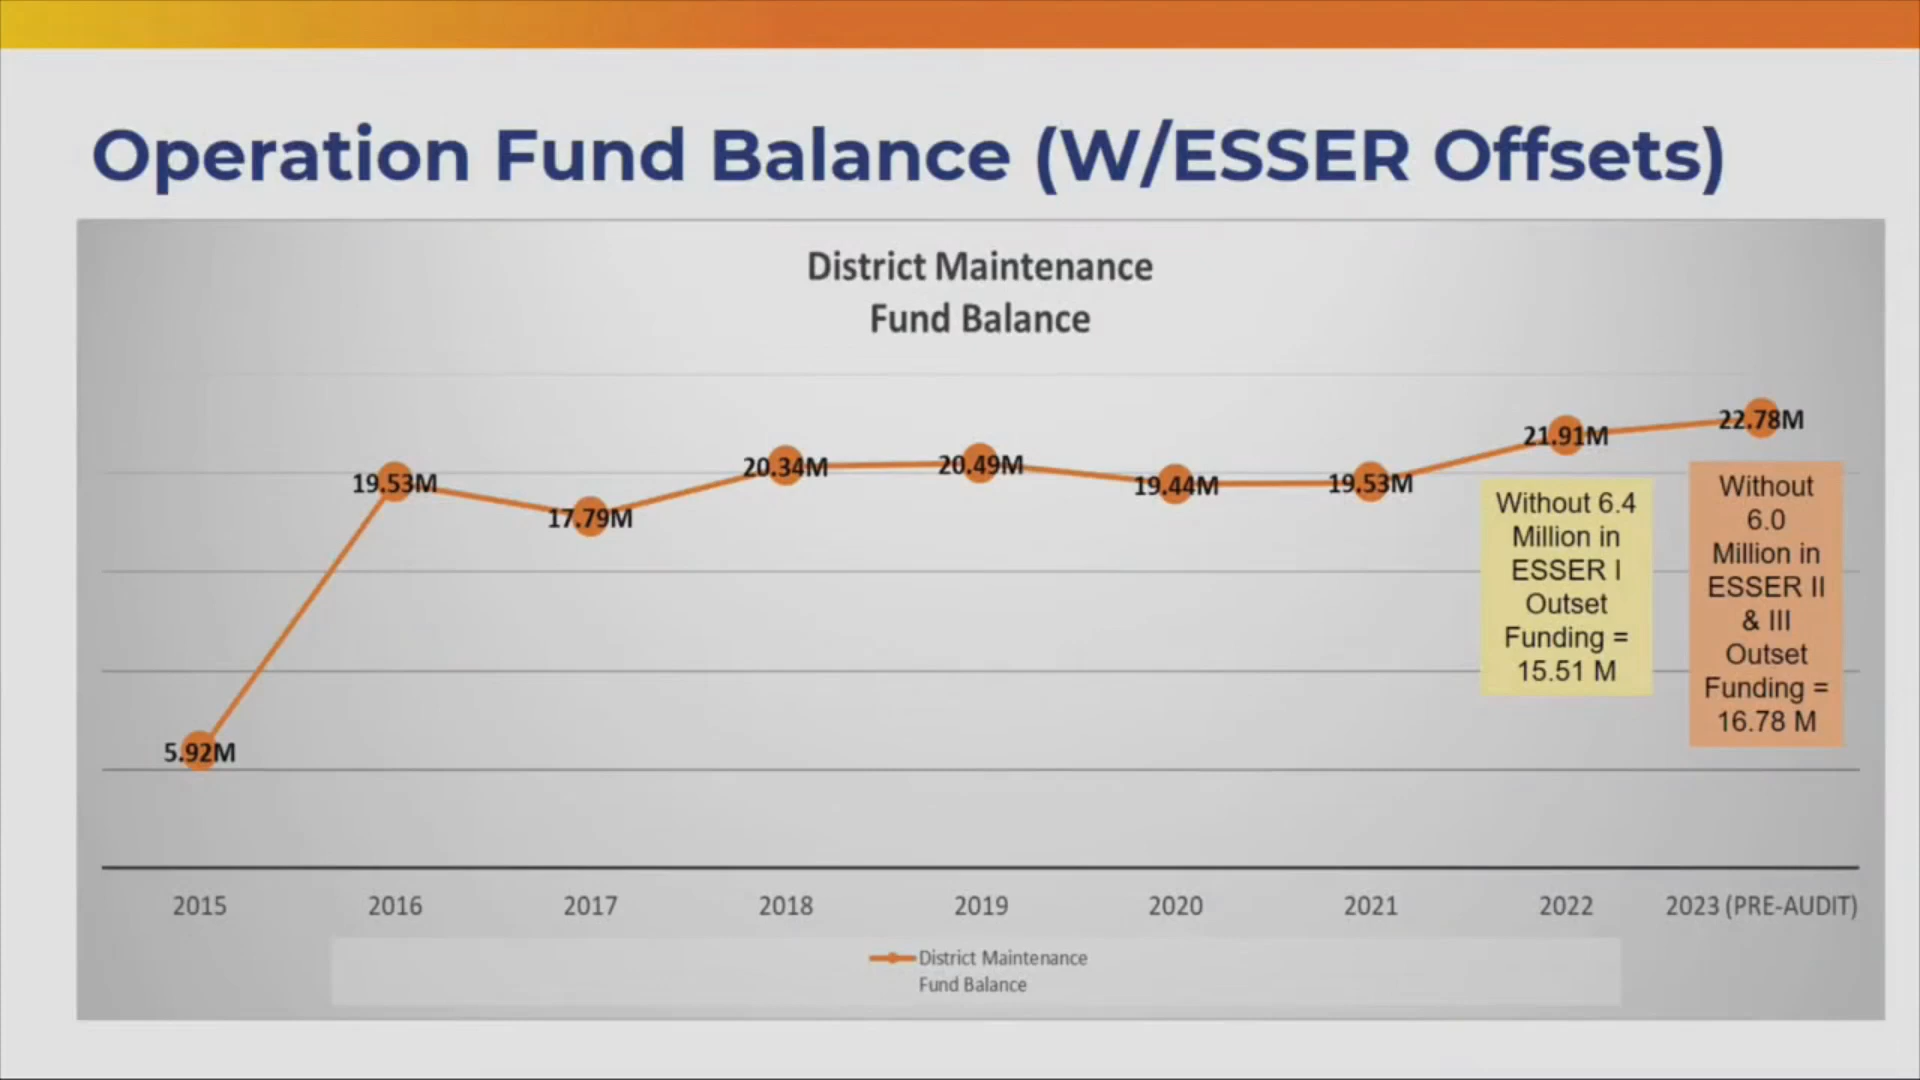 Operation Fund Balance (W/ESSER Offsets)
District Maintenance
Fund Balance
5.92M
19.53M
17.79M
20.34M
20.49M
19.44M
19.53M
21.91M
22.78M
Without 6.4
Million in
ESSER I
Outset
Funding =
15.51 M
Without
6.0
Million in
ESSER II
& III
Outset
Funding =
16.78 M
2015
2016
2017
2018
2019
2020
2021
2022
2023 (PRE-AUDIT)
District Maintenance
Fund Balance